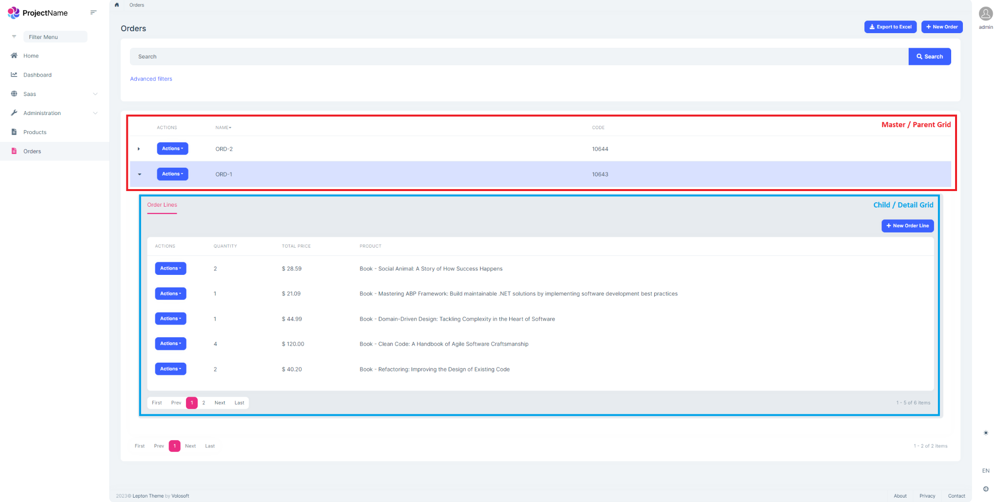 ProjectName
Filter Menu
Home
Dashboard
Saas
Administration
Products
Orders
Orders
Orders
Export to Excel
+ New Order
admin
Search
Search
Advanced filters
Master / Parent Grid
ACTIONS NAME CODE
Actions ORD-2 10644
Actions ORD-1 10643
Order Lines
Child / Detail Grid
+ New Order Line
ACTIONS QUANTITY TOTAL PRICE PRODUCT
Actions 2 $ 28.59 Book - Social Animal: A Story of How Success Happens
Actions 1 $ 21.09 Book - Mastering ABP Framework: Build maintainable .NET solutions by implementing software development best practices
Actions 1 $ 44.99 Book - Domain-Driven Design: Tackling Complexity in the Heart of Software
Actions 4 $ 120.00 Book - Clean Code: A Handbook of Agile Software Craftsmanship
Actions 2 $ 40.20 Book - Refactoring: Improving the Design of Existing Code
First Prev 1 2 Next Last
1 - 5 of 6 items
First Prev 1 Next Last
1 - 2 of 2 items
EN
2023© Lepton Theme by Volosoft
About Privacy Contact